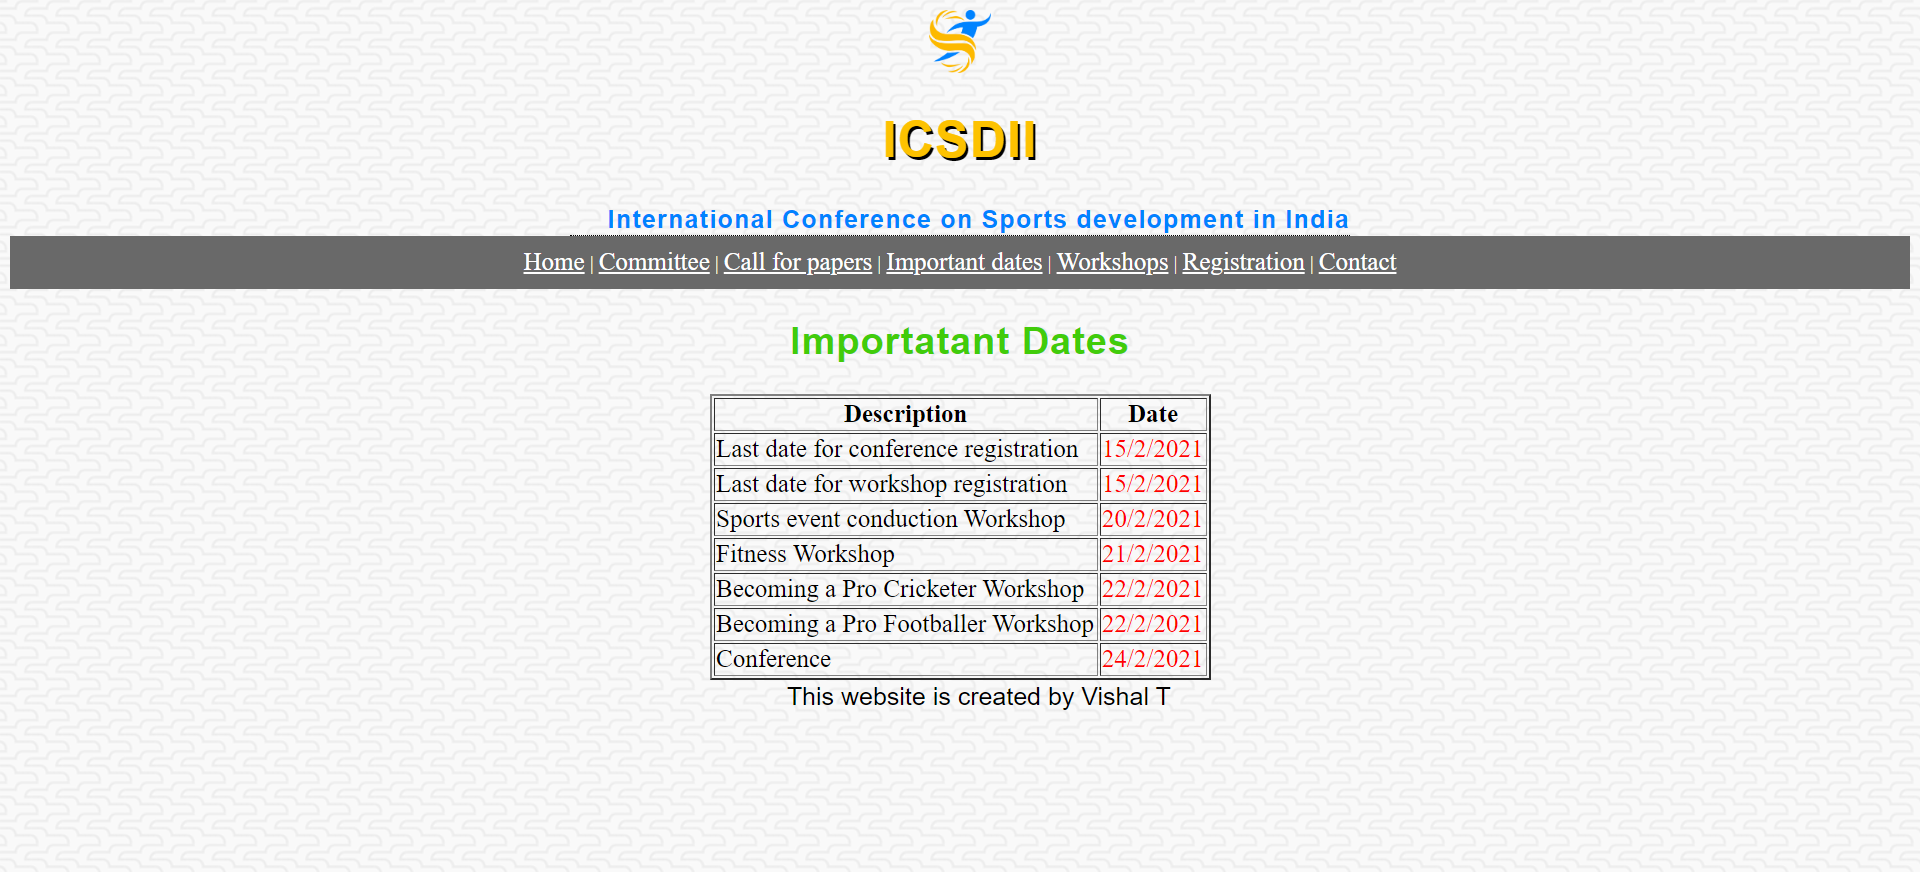 ICSDII
International Conference on Sports development in India
Home | Committee | Call for papers | Important dates | Workshops | Registration | Contact
Importatant Dates
Description Date
Last date for conference registration 15/2/2021
Last date for workshop registration 15/2/2021
Sports event conduction Workshop 20/2/2021
Fitness Workshop 21/2/2021
Becoming a Pro Cricketer Workshop 22/2/2021
Becoming a Pro Footballer Workshop 22/2/2021
Conference 24/2/2021
This website is created by Vishal T